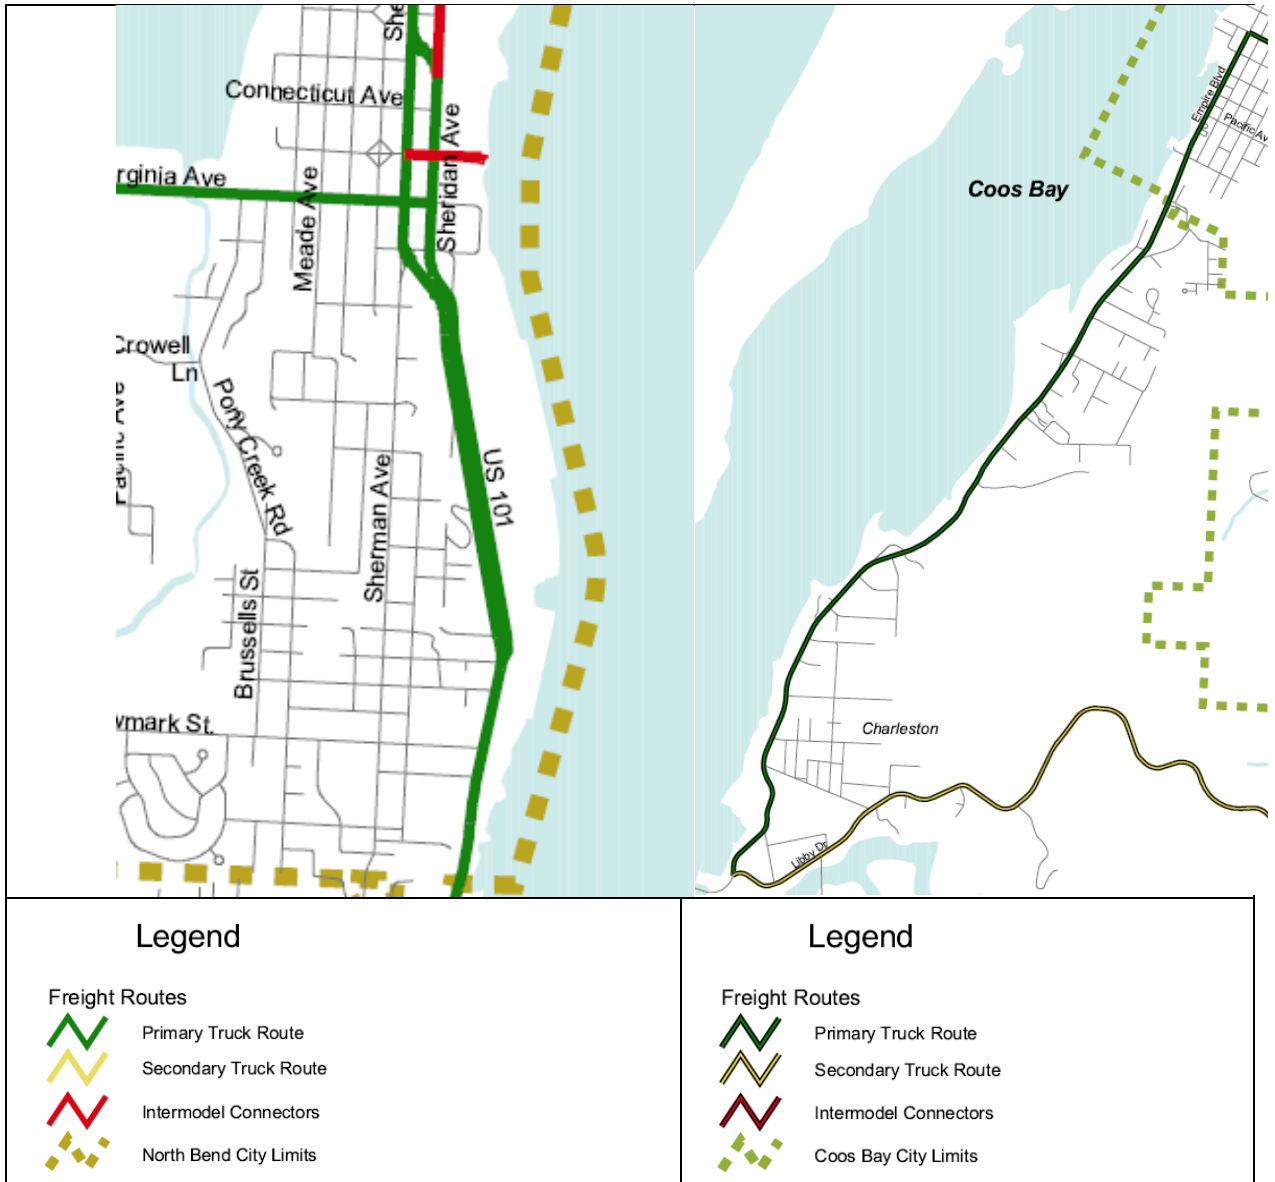 She
Connecticut Ave
Sheridan Ave
rginia Ave
Meade Ave
Crowell
Ln
Pony Creek Rd
US 101
Sherman Ave
Brussells St
wmark St.
Empire Blvd
Pacific Av
Coos Bay
Charleston
Libby Dr
Legend
Freight Routes
Primary Truck Route
Secondary Truck Route
Intermodel Connectors
North Bend City Limits
Legend
Freight Routes
Primary Truck Route
Secondary Truck Route
Intermodel Connectors
Coos Bay City Limits